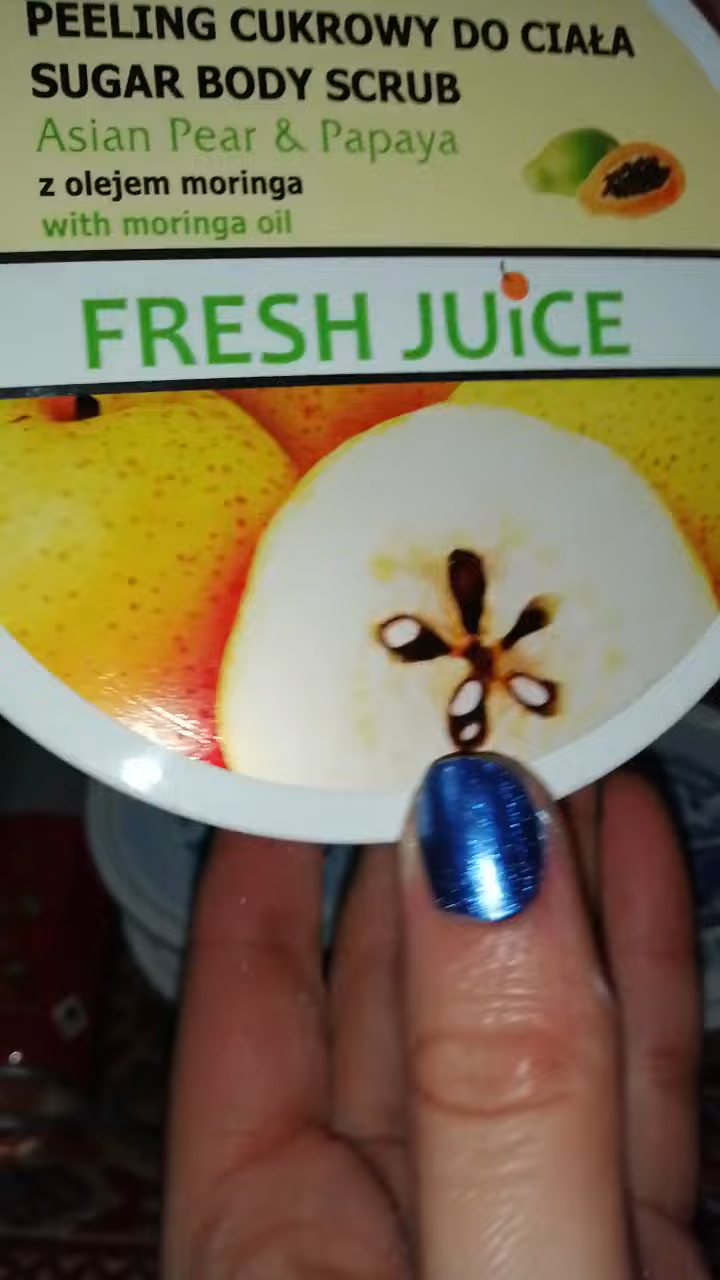 PEELING CUKROWY DO CIAŁA
SUGAR BODY SCRUB
Asian Pear & Papaya
z olejem moringa
with moringa oil
FRESH JUiCE